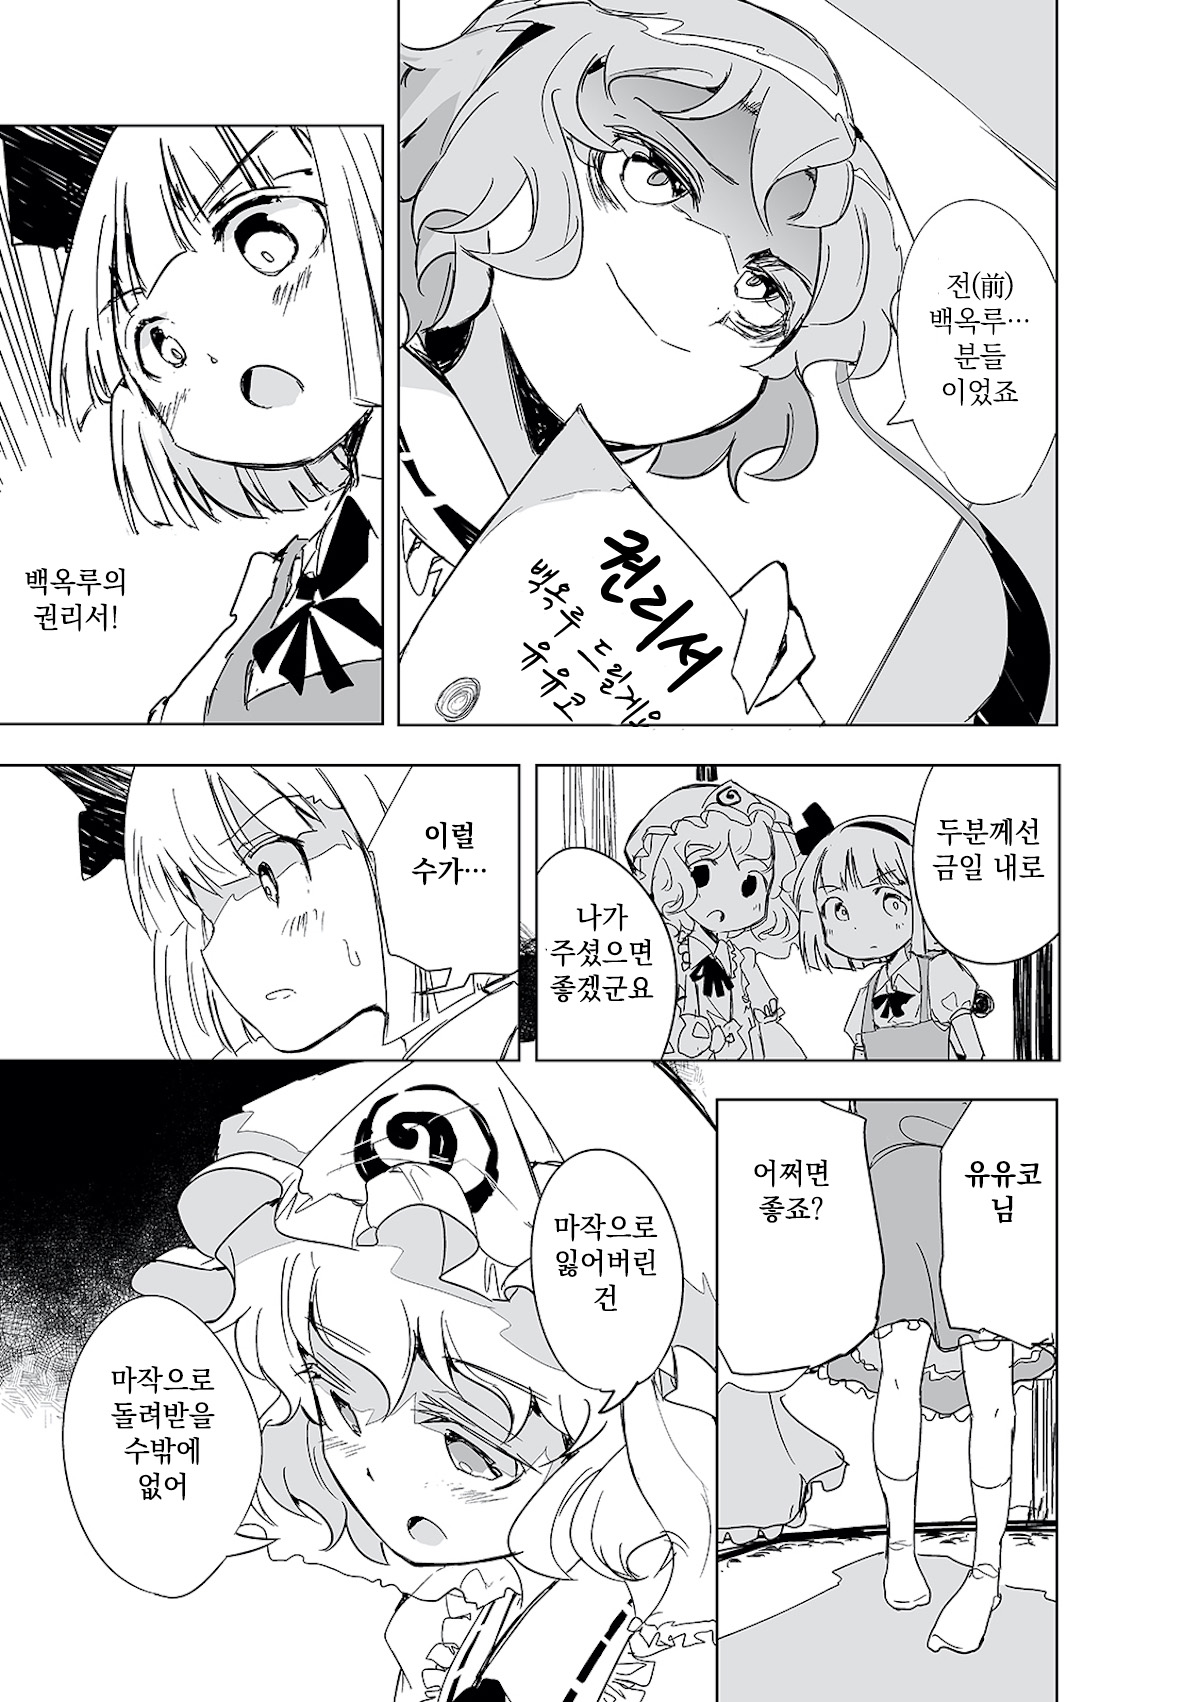 전(前)
백옥루…
분들
이었죠
권리서
백옥루 드릴게요
유유코
백옥루의
권리서!
두분께선
금일 내로
나가
주셨으면
좋겠군요
이럴
수가…
유유코
님
어쩌면
좋죠?
마작으로
잃어버린
건
마작으로
돌려받을
수밖에
없어